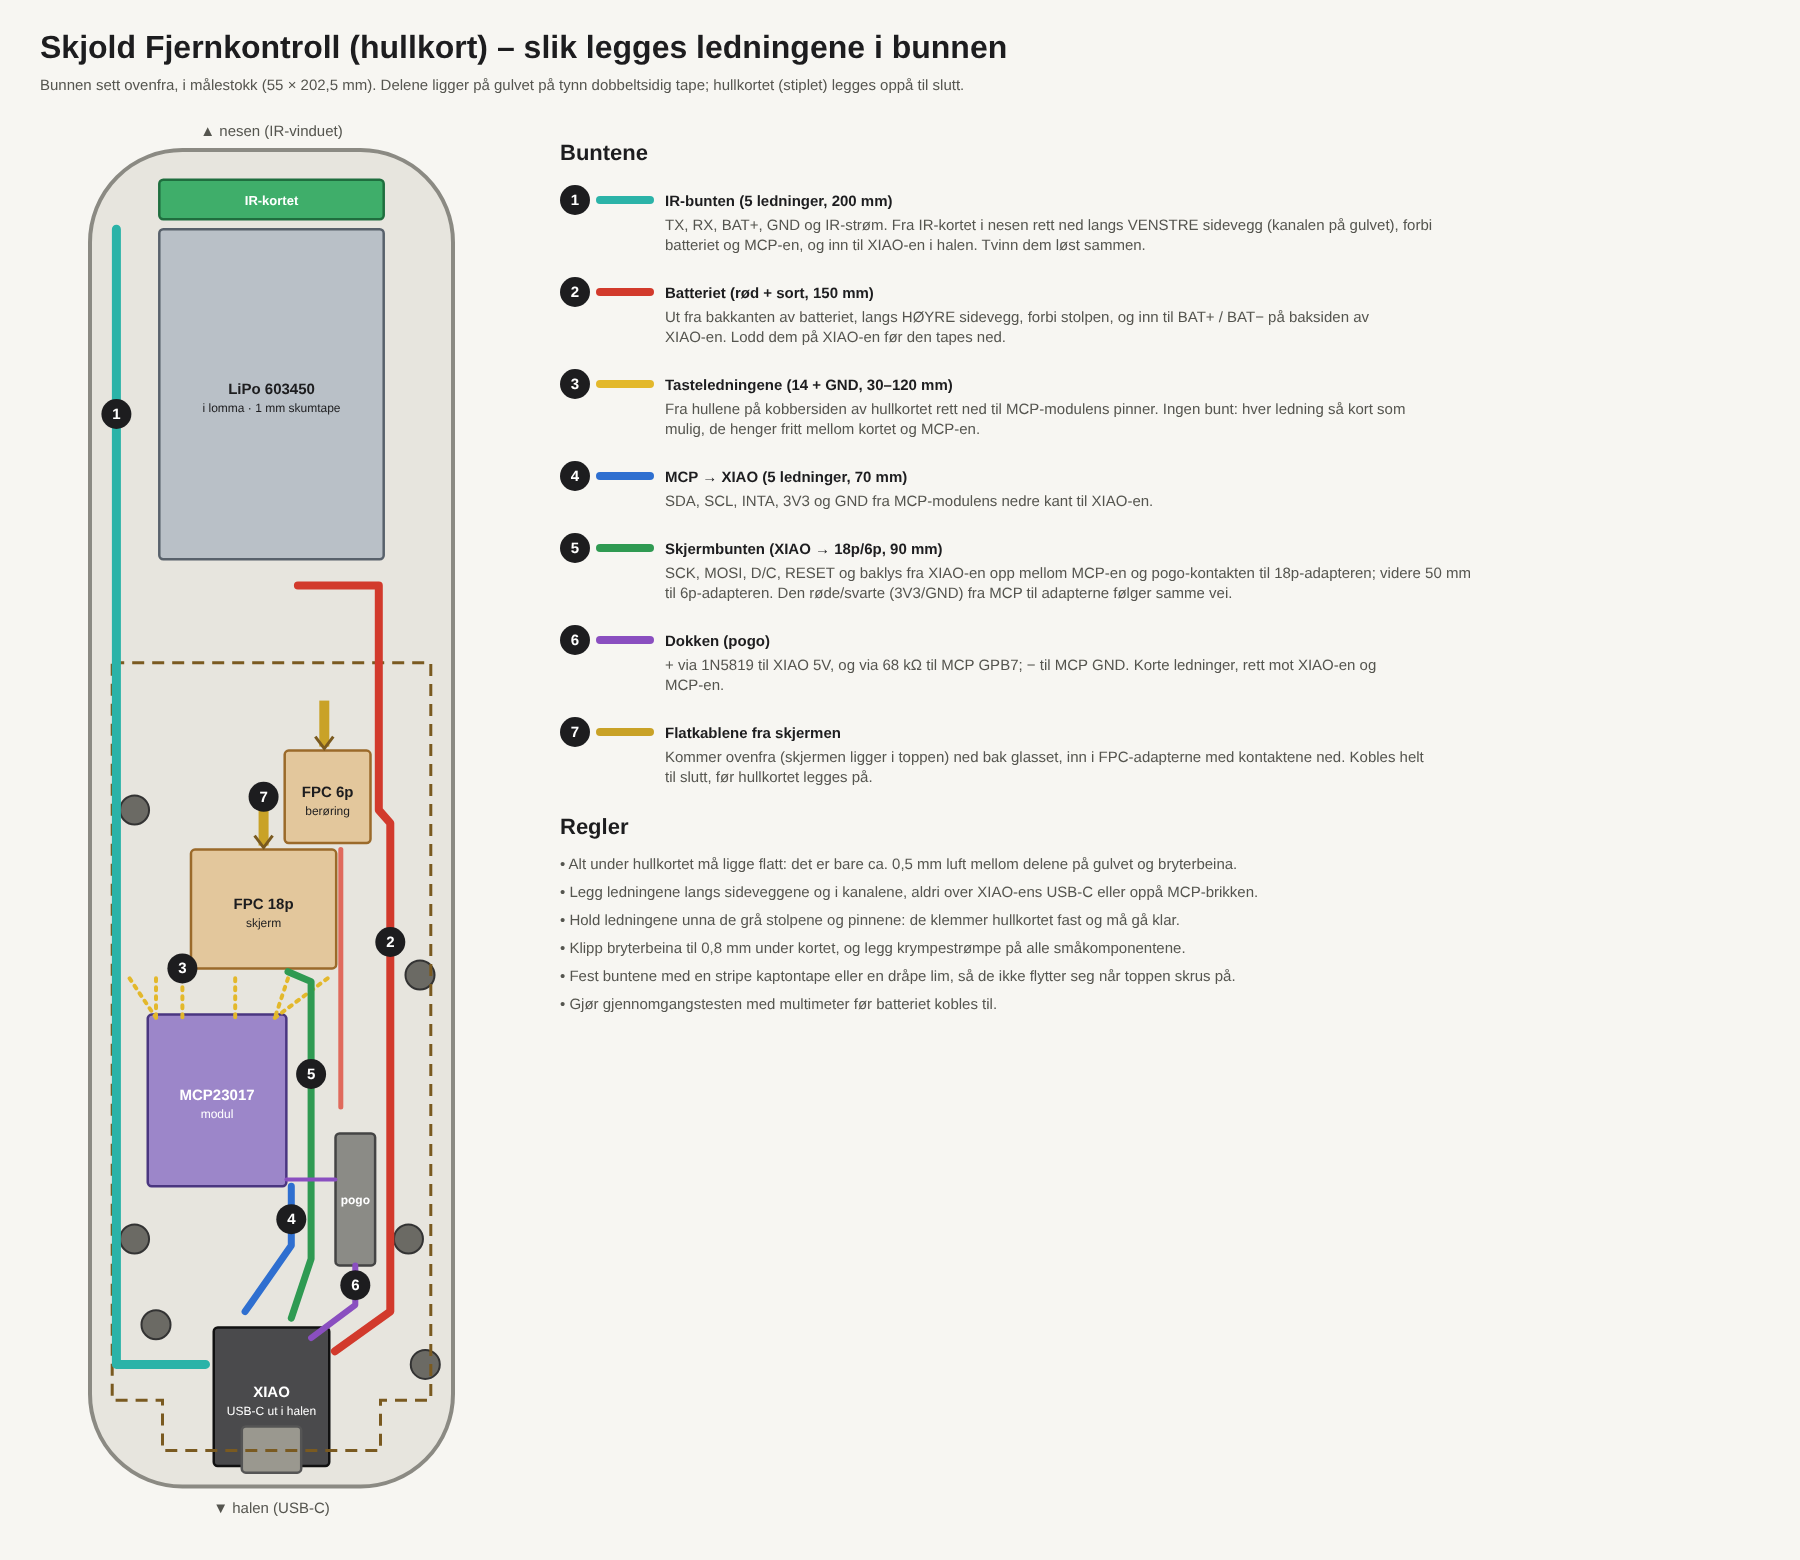 Skjold Fjernkontroll (hullkort) – slik legges ledningene i bunnen
Bunnen sett ovenfra, i målestokk (55 × 202,5 mm). Delene ligger på gulvet på tynn dobbeltsidig tape; hullkortet (stiplet) legges oppå til slutt.
▲ nesen (IR-vinduet)
IR-kortet
LiPo 603450
i lomma · 1 mm skumtape
1
FPC 6p
berøring
7
FPC 18p
skjerm
2
3
5
MCP23017
modul
pogo
4
6
XIAO
USB-C ut i halen
▼ halen (USB-C)
Buntene
1 IR-bunten (5 ledninger, 200 mm)
TX, RX, BAT+, GND og IR-strøm. Fra IR-kortet i nesen rett ned langs VENSTRE sidevegg (kanalen på gulvet), forbi
batteriet og MCP-en, og inn til XIAO-en i halen. Tvinn dem løst sammen.
2 Batteriet (rød + sort, 150 mm)
Ut fra bakkanten av batteriet, langs HØYRE sidevegg, forbi stolpen, og inn til BAT+ / BAT− på baksiden av
XIAO-en. Lodd dem på XIAO-en før den tapes ned.
3 Tasteledningene (14 + GND, 30–120 mm)
Fra hullene på kobbersiden av hullkortet rett ned til MCP-modulens pinner. Ingen bunt: hver ledning så kort som
mulig, de henger fritt mellom kortet og MCP-en.
4 MCP → XIAO (5 ledninger, 70 mm)
SDA, SCL, INTA, 3V3 og GND fra MCP-modulens nedre kant til XIAO-en.
5 Skjermbunten (XIAO → 18p/6p, 90 mm)
SCK, MOSI, D/C, RESET og baklys fra XIAO-en opp mellom MCP-en og pogo-kontakten til 18p-adapteren; videre 50 mm
til 6p-adapteren. Den røde/svarte (3V3/GND) fra MCP til adapterne følger samme vei.
6 Dokken (pogo)
+ via 1N5819 til XIAO 5V, og via 68 kΩ til MCP GPB7; − til MCP GND. Korte ledninger, rett mot XIAO-en og
MCP-en.
7 Flatkablene fra skjermen
Kommer ovenfra (skjermen ligger i toppen) ned bak glasset, inn i FPC-adapterne med kontaktene ned. Kobles helt
til slutt, før hullkortet legges på.
Regler
• Alt under hullkortet må ligge flatt: det er bare ca. 0,5 mm luft mellom delene på gulvet og bryterbeina.
• Legg ledningene langs sideveggene og i kanalene, aldri over XIAO-ens USB-C eller oppå MCP-brikken.
• Hold ledningene unna de grå stolpene og pinnene: de klemmer hullkortet fast og må gå klar.
• Klipp bryterbeina til 0,8 mm under kortet, og legg krympestrømpe på alle småkomponentene.
• Fest buntene med en stripe kaptontape eller en dråpe lim, så de ikke flytter seg når toppen skrus på.
• Gjør gjennomgangstesten med multimeter før batteriet kobles til.